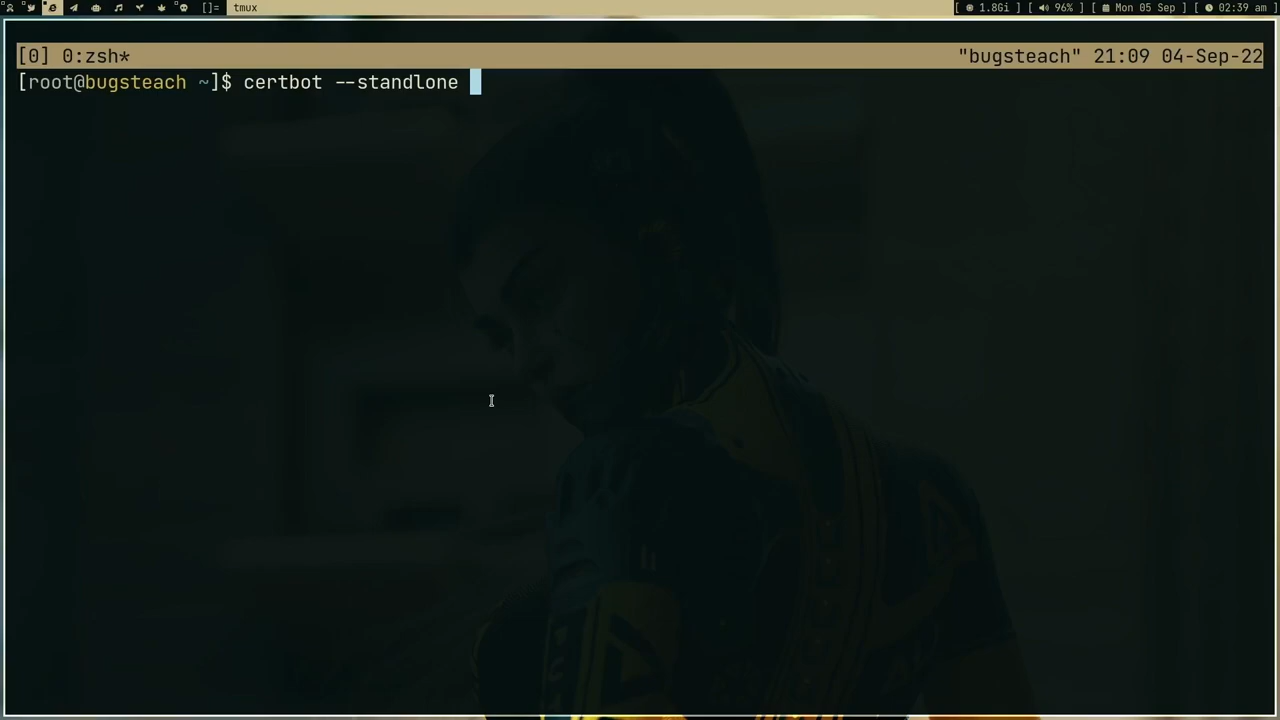 []= tmux [ 1.8Gi ] [ 96% ] [ Mon 05 Sep ] [ 02:39 am ]
[0] 0:zsh* "bugsteach" 21:09 04-Sep-22
[root@bugsteach ~]$ certbot --standlone